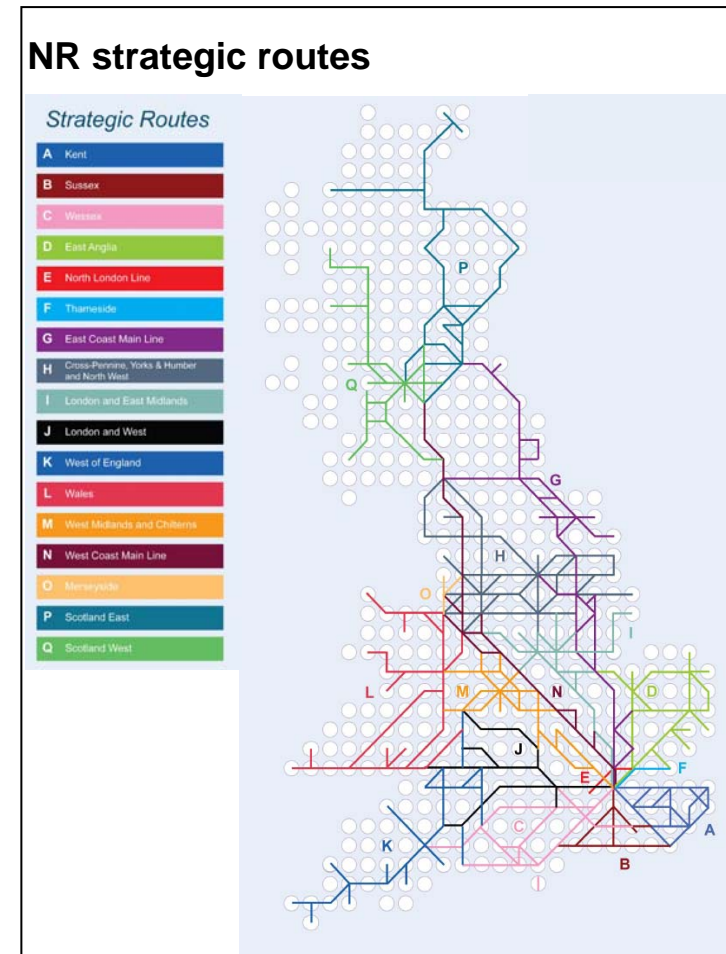 NR strategic routes
Strategic Routes
A Kent
B Sussex
C Wessex
D East Anglia
E North London Line
F Thameside
G East Coast Main Line
H Cross-Pennine, Yorks & Humber
and North West
I London and East Midlands
J London and West
K West of England
L Wales
M West Midlands and Chilterns
N West Coast Main Line
O Merseyside
P Scotland East
Q Scotland West
P
Q
G
H
O
I
L
M
N
D
J
E
F
C
A
K
B
I